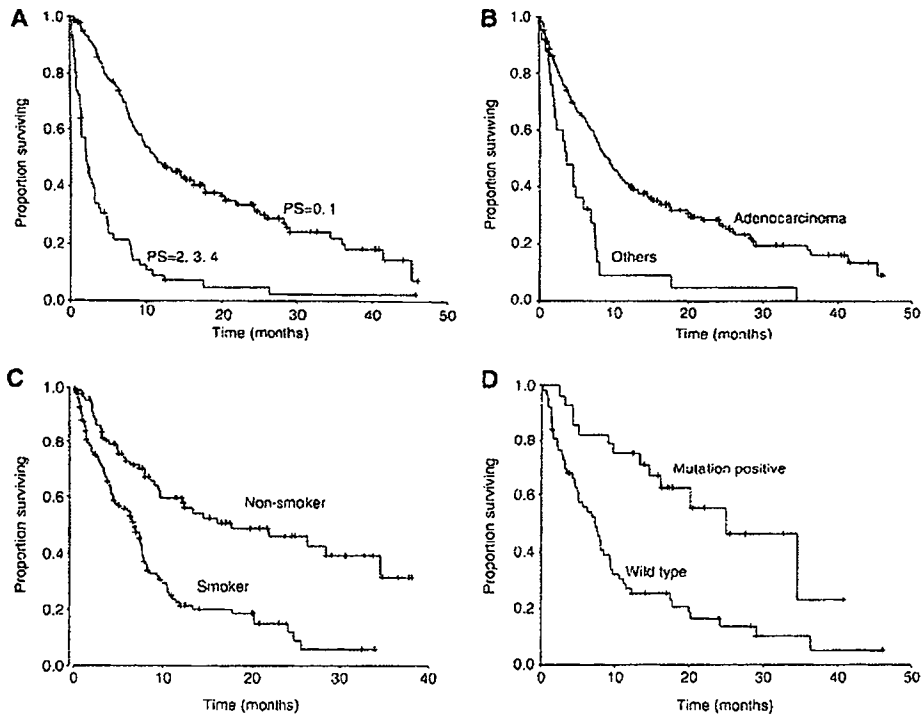 A
Proportion surviving
1.0
0.8
0.6
0.4
0.2
0.0
PS=0. 1
PS=2. 3. 4
0
10
20
30
40
50
Time (months)
B
Proportion surviving
1.0
0.8
0.6
0.4
0.2
0.0
Adenocarcinoma
Others
0
10
20
30
40
50
Time (months)
C
Proportion surviving
1.0
0.8
0.6
0.4
0.2
0.0
Non-smoker
Smoker
0
10
20
30
40
Time (months)
D
Proportion surviving
1.0
0.8
0.6
0.4
0.2
0.0
Mutation positive
Wild type
0
10
20
30
40
50
Time (months)